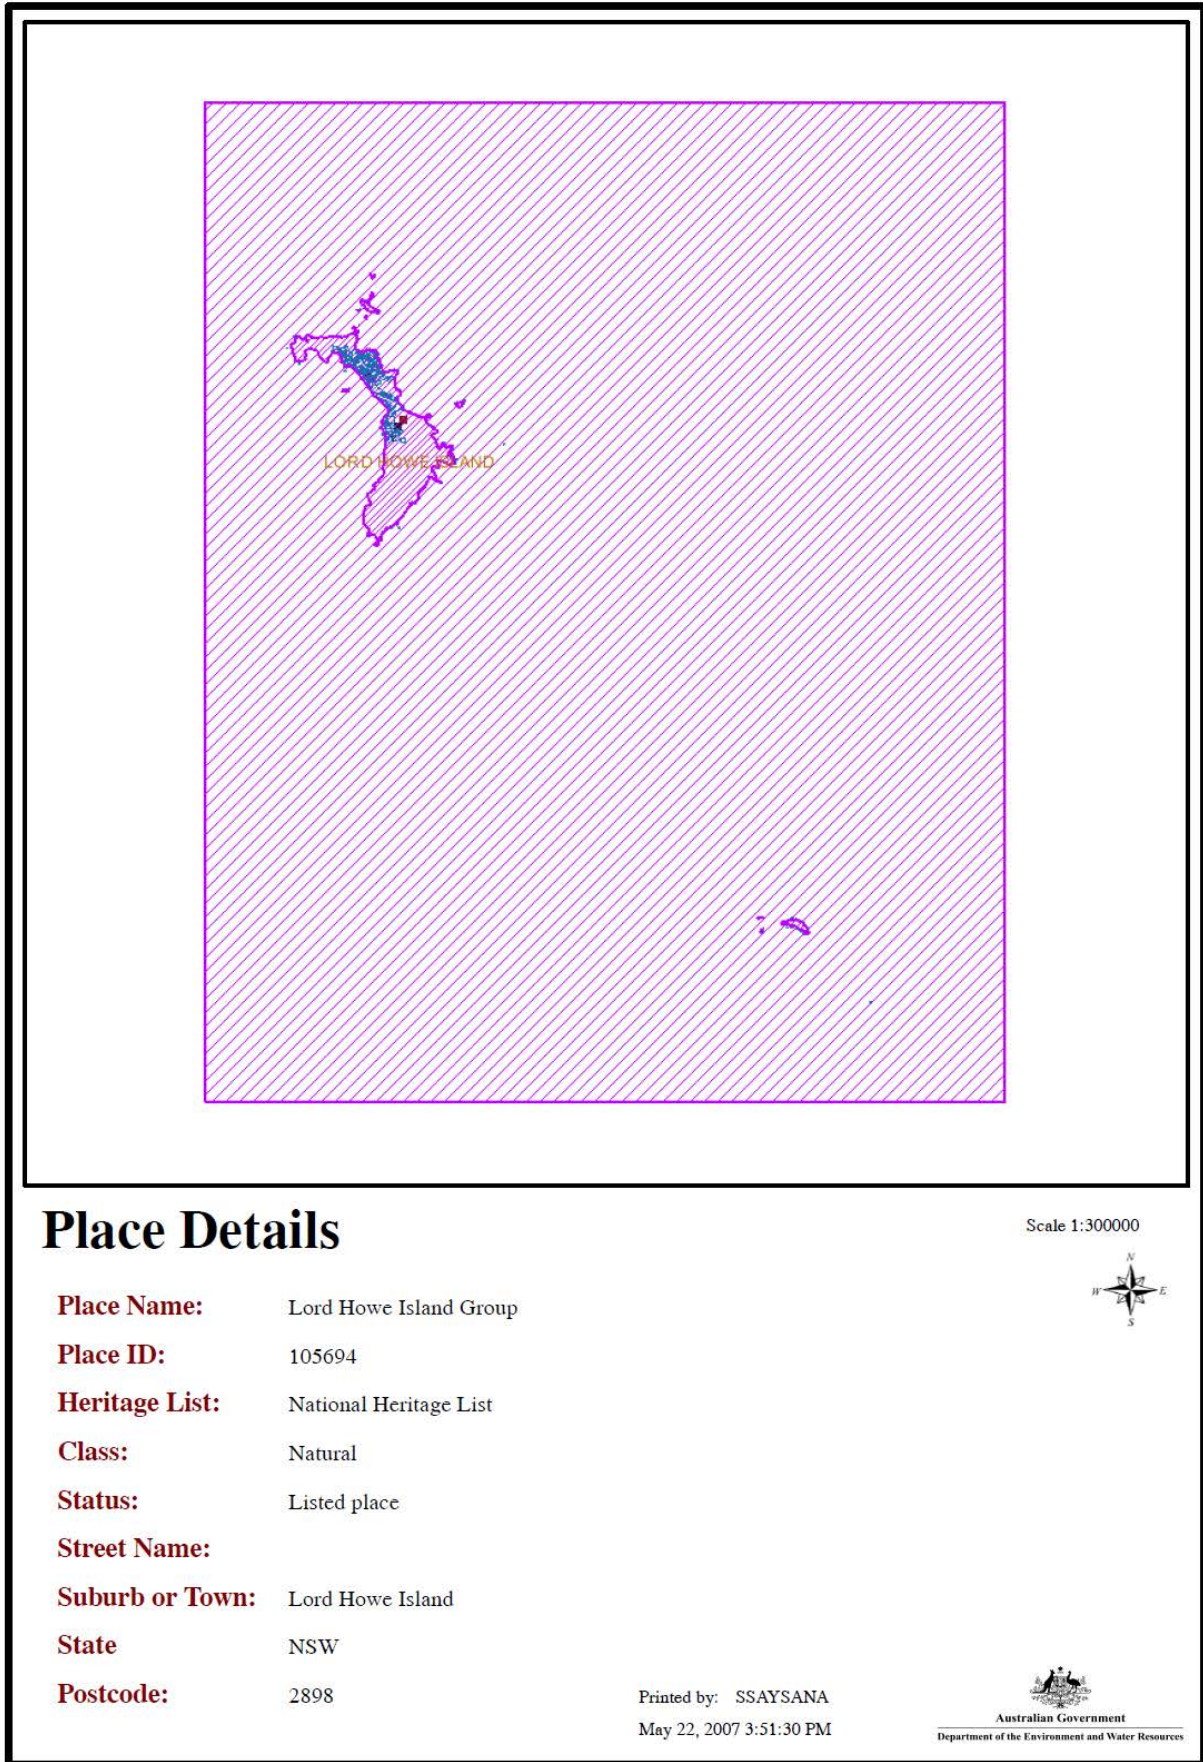 LORD HOWE ISLAND
Place Details
Scale 1:300000
N
W E
S
Place Name: Lord Howe Island Group
Place ID: 105694
Heritage List: National Heritage List
Class: Natural
Status: Listed place
Street Name:
Suburb or Town: Lord Howe Island
State NSW
Postcode: 2898
Printed by: SSAYSANA
May 22, 2007 3:51:30 PM
Australian Government
Department of the Environment and Water Resources